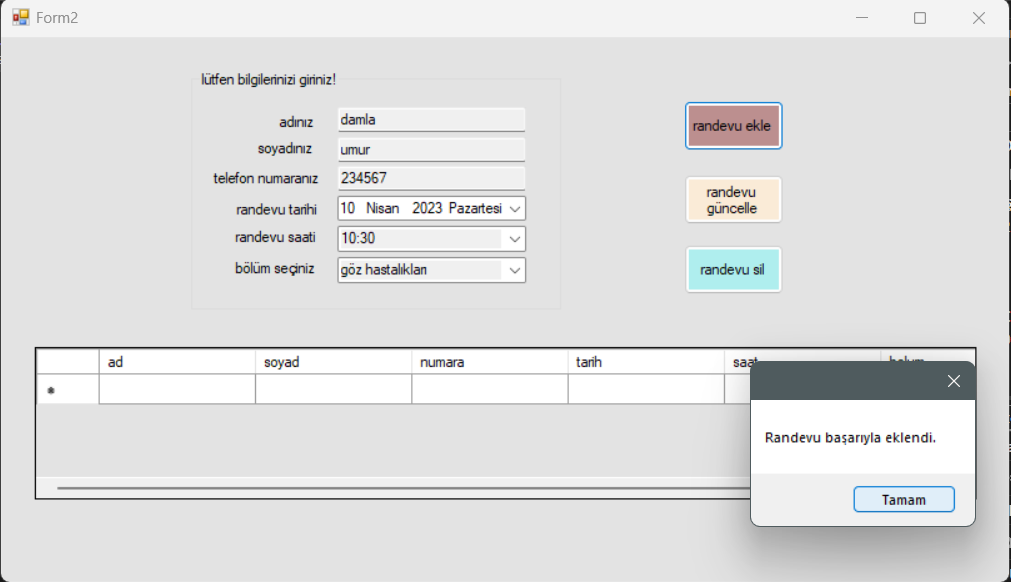 Form2
lütfen bilgilerinizi giriniz!
adınız damla
soyadınız umur
telefon numaranız 234567
randevu tarihi 10 Nisan 2023 Pazartesi
randevu saati 10:30
bölüm seçiniz göz hastalıkları
randevu ekle
randevu
güncelle
randevu sil
ad soyad numara tarih saat bolum
Randevu başarıyla eklendi.
Tamam